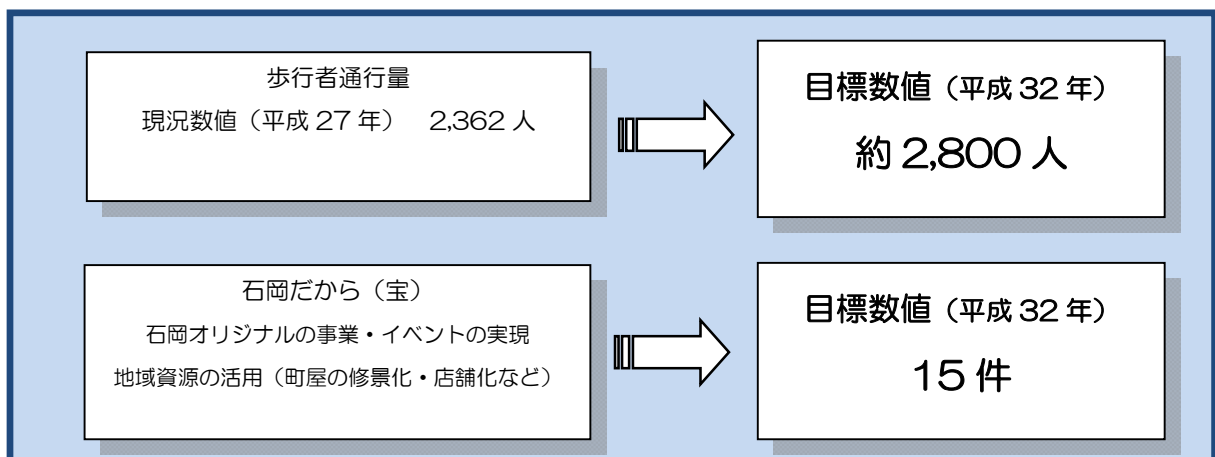 歩行者通行量
現況数値（平成 27 年）　2,362 人
目標数値（平成 32 年）
約 2,800 人
石岡だから（宝）
石岡オリジナルの事業・イベントの実現
地域資源の活用（町屋の修景化・店舗化など）
目標数値（平成 32 年）
15 件